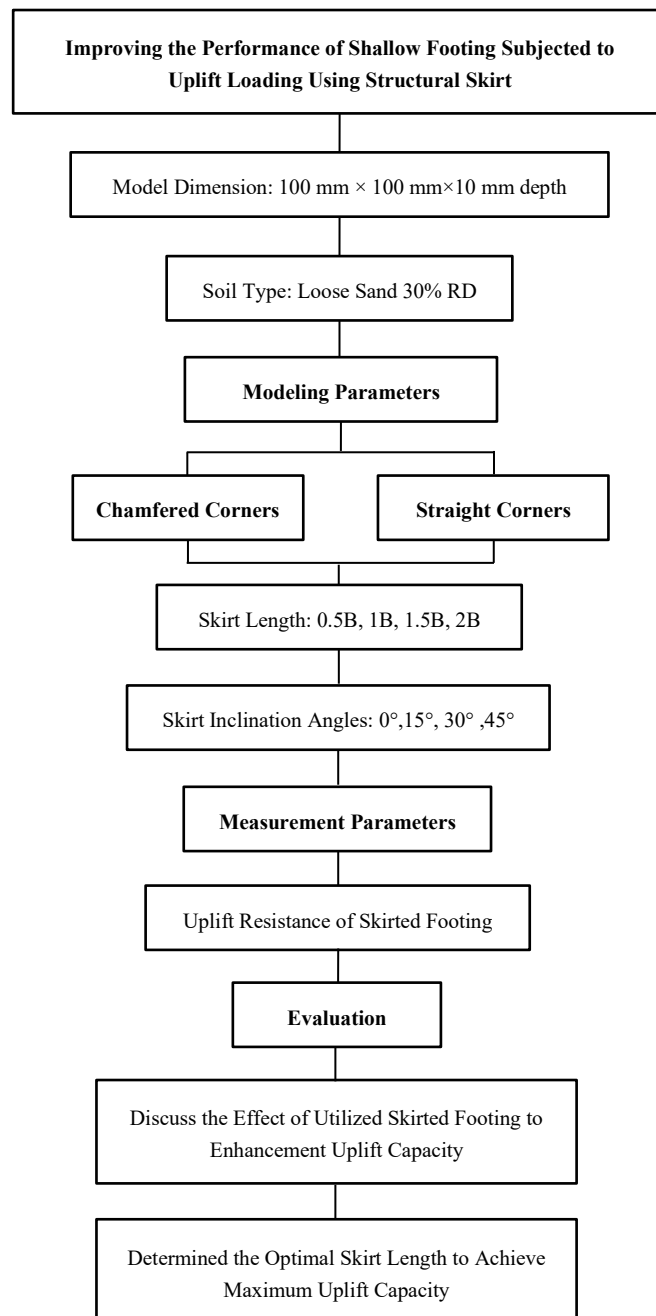 Improving the Performance of Shallow Footing Subjected to
Uplift Loading Using Structural Skirt
Model Dimension: 100 mm × 100 mm×10 mm depth
Soil Type: Loose Sand 30% RD
Modeling Parameters
Chamfered Corners
Straight Corners
Skirt Length: 0.5B, 1B, 1.5B, 2B
Skirt Inclination Angles: 0°,15°, 30° ,45°
Measurement Parameters
Uplift Resistance of Skirted Footing
Evaluation
Discuss the Effect of Utilized Skirted Footing to
Enhancement Uplift Capacity
Determined the Optimal Skirt Length to Achieve
Maximum Uplift Capacity